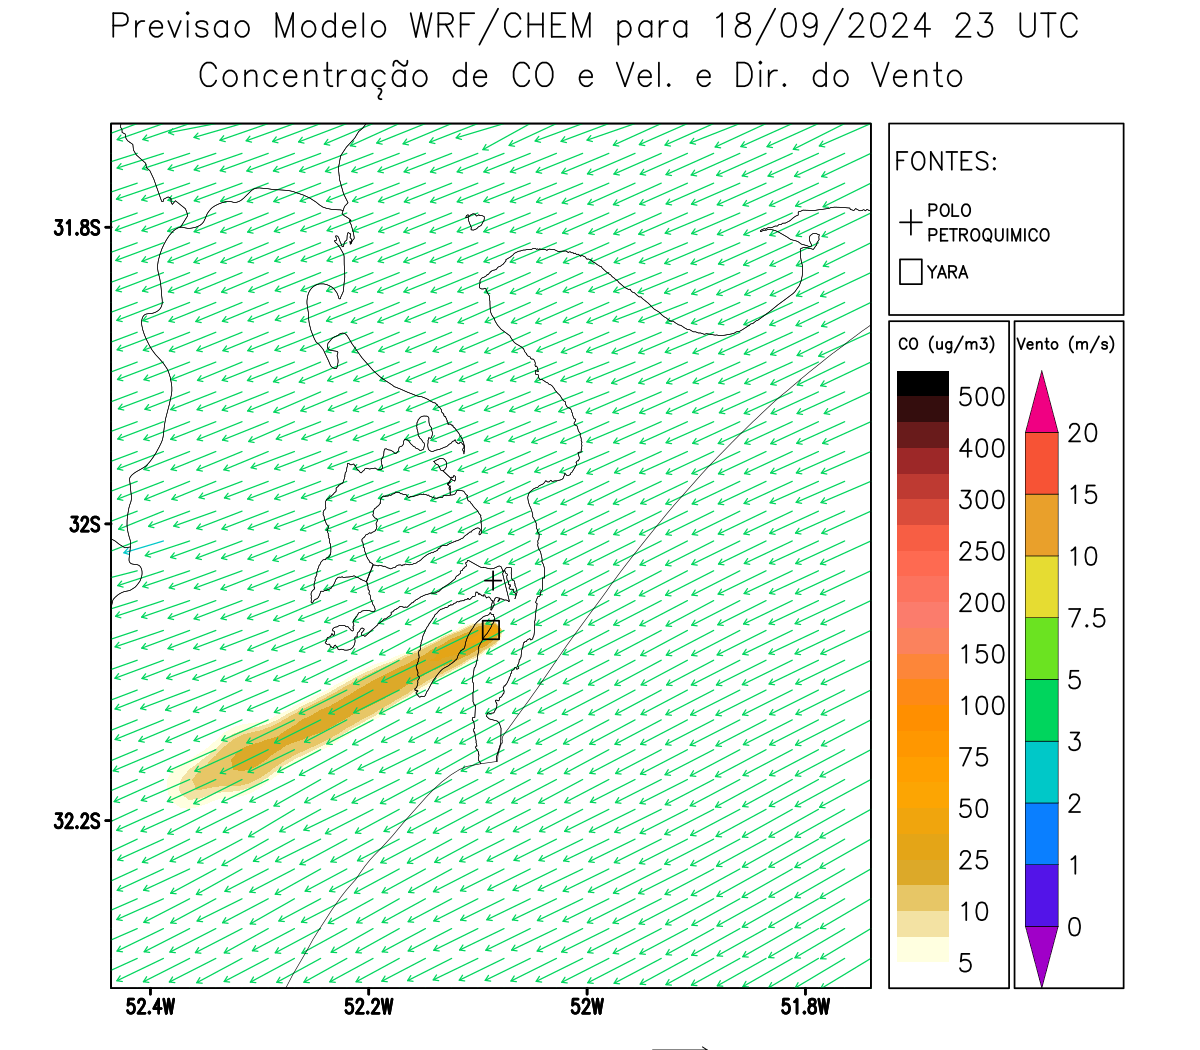 Previsao Modelo WRF/CHEM para 18/09/2024 23 UTC
Concentração de CO e Vel. e Dir. do Vento
FONTES:
POLO
PETROQUIMICO
YARA
CO (ug/m3)
500
400
300
250
200
150
100
75
50
25
10
5
Vento (m/s)
20
15
10
7.5
5
3
2
1
0
31.8S
32S
32.2S
52.4W
52.2W
52W
51.8W